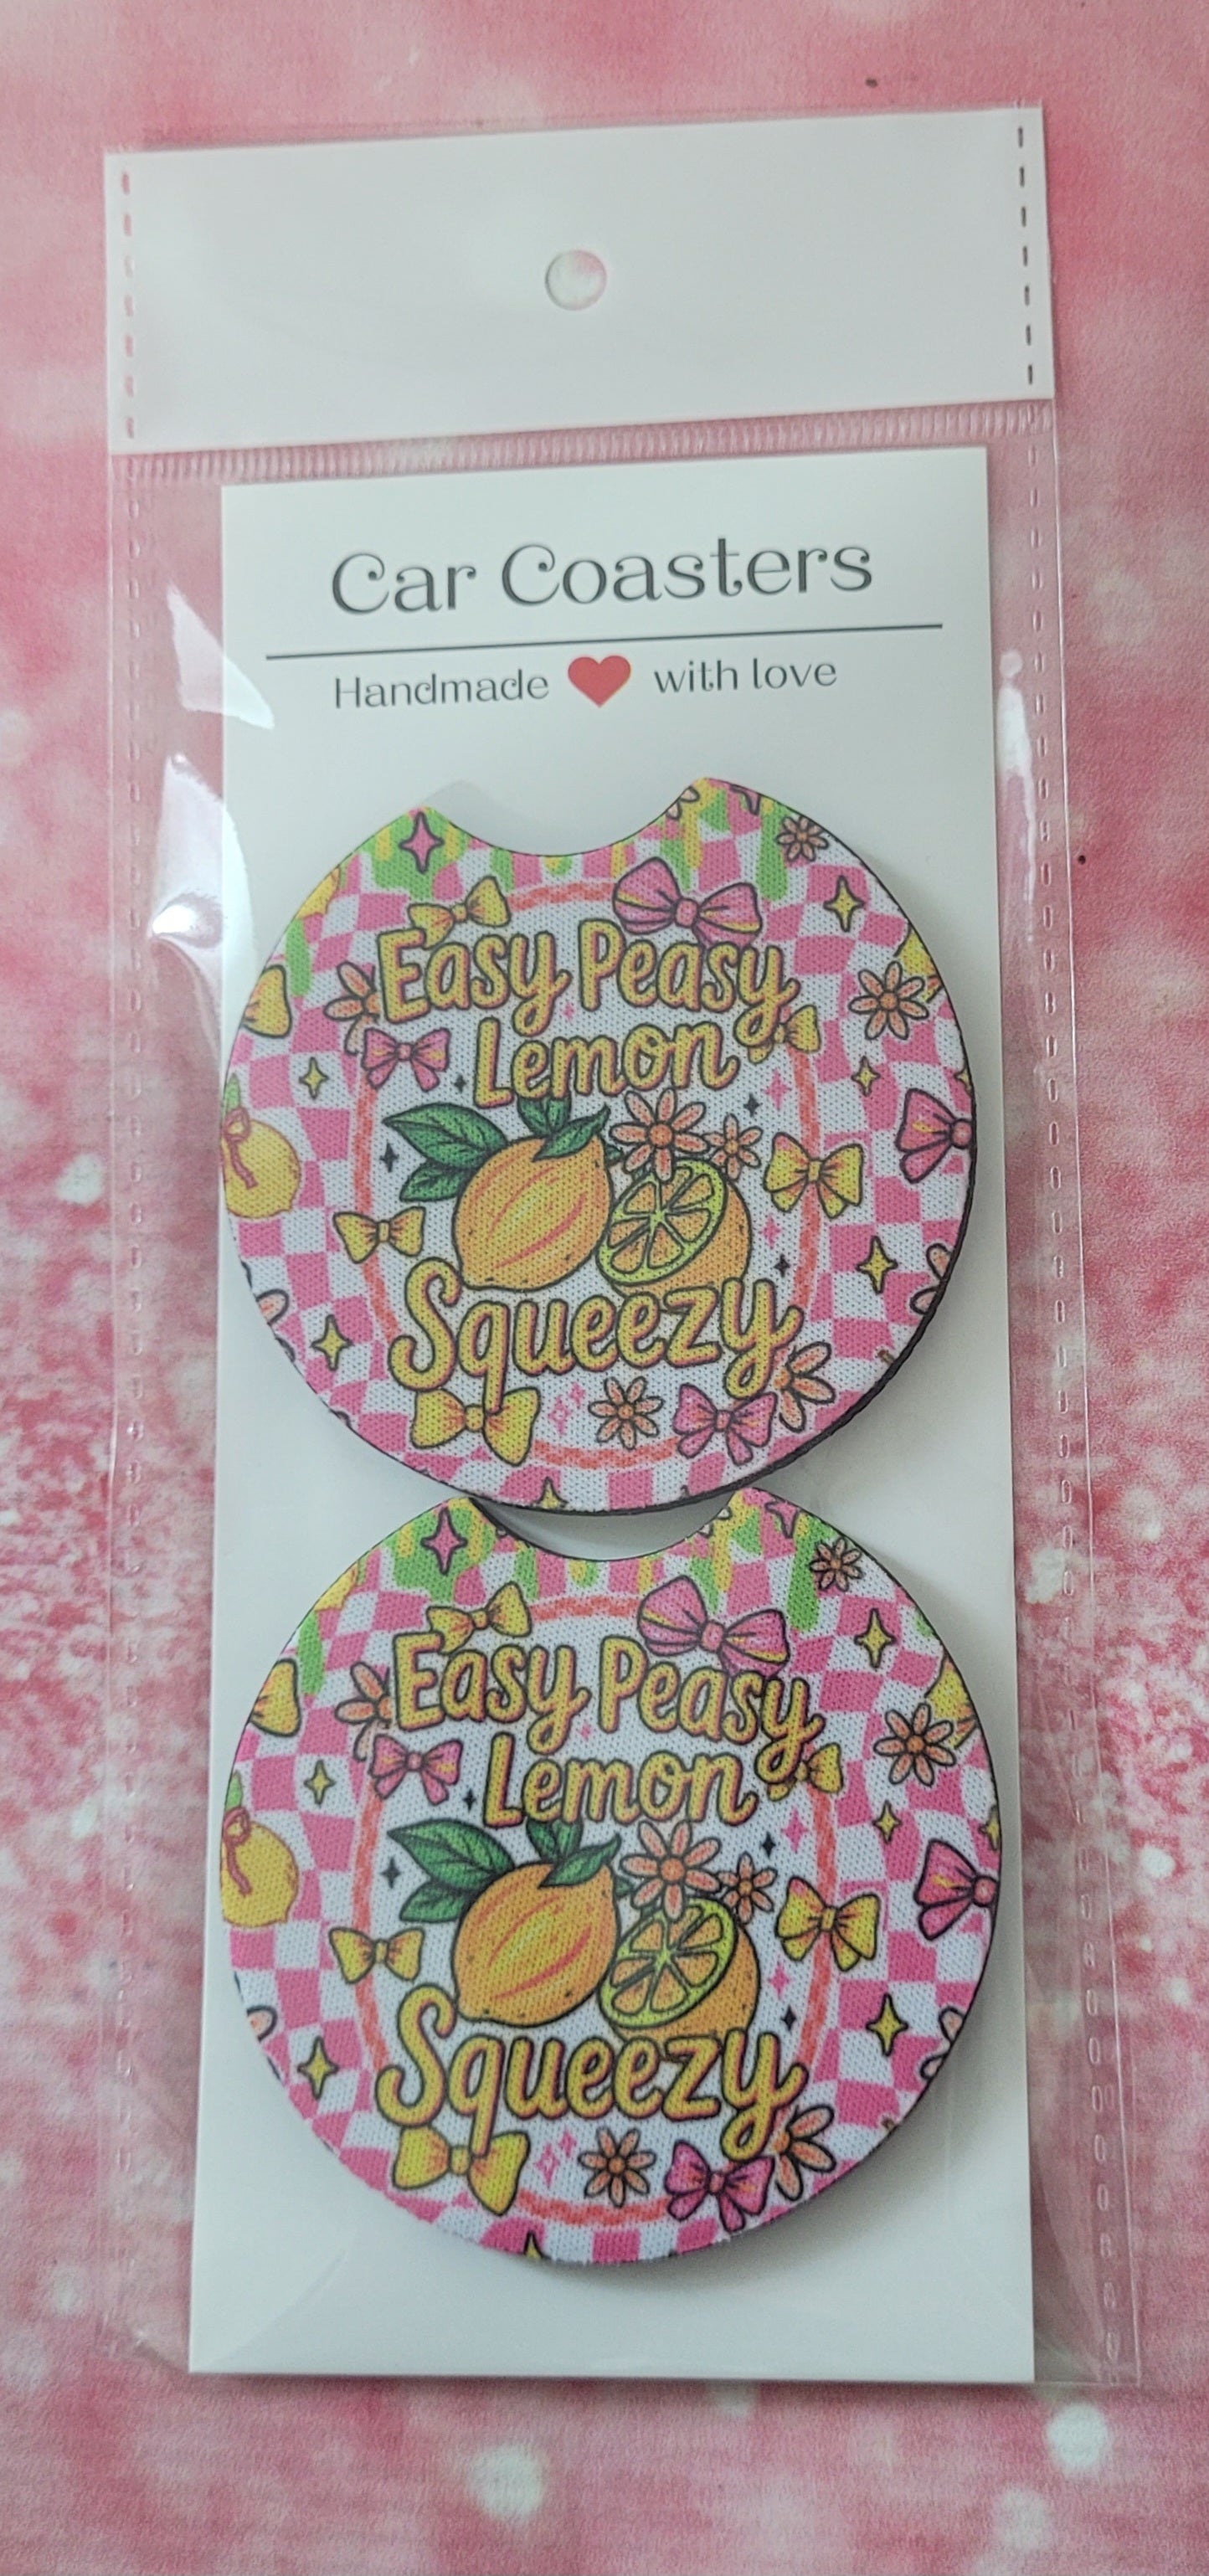 Car Coasters
Handmade ❤ with love
Easy Peasy
Lemon
Squeezy
Easy Peasy
Lemon
Squeezy